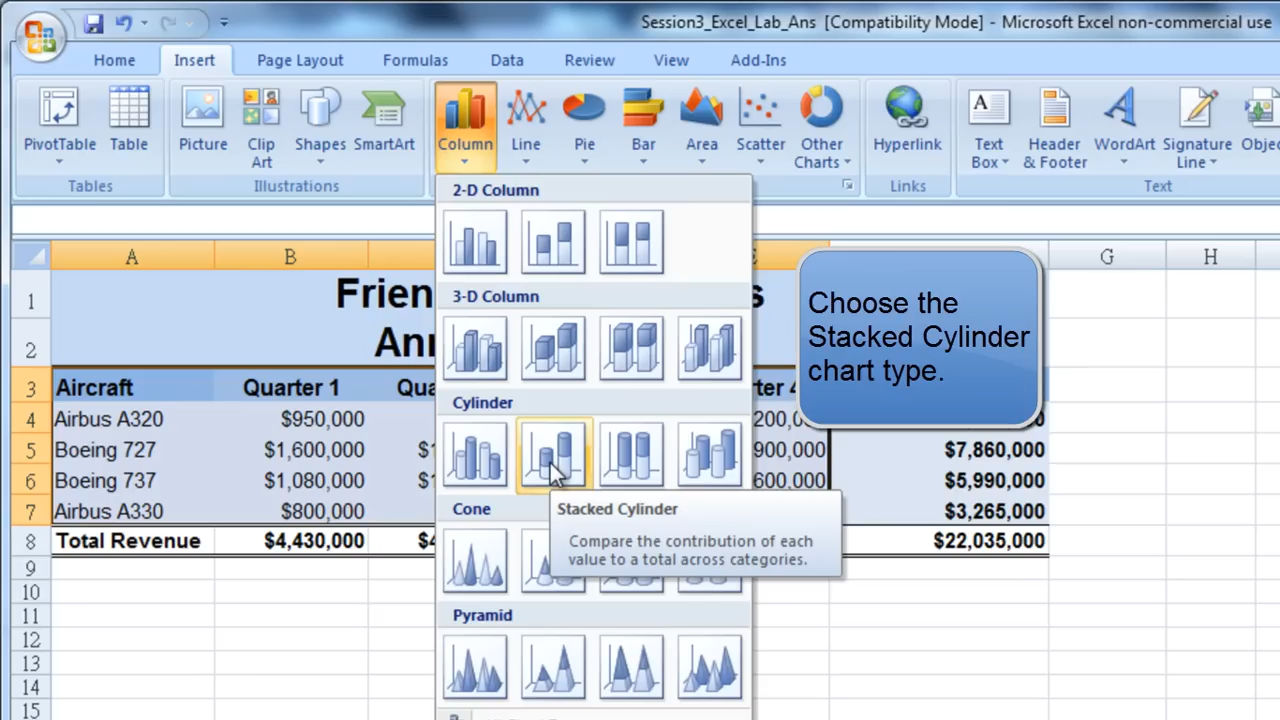 Session3_Excel_Lab_Ans [Compatibility Mode] - Microsoft Excel non-commercial use
Home Insert Page Layout Formulas Data Review View Add-Ins
PivotTable Table Picture Clip Art Shapes SmartArt Column Line Pie Bar Area Scatter Other Charts Hyperlink Text Box Header & Footer WordArt Signature Line Objec
Tables Illustrations Links Text
2-D Column
A B E G H
3-D Column
Cylinder
Cone
Pyramid
Choose the
Stacked Cylinder
chart type.
Stacked Cylinder
Compare the contribution of each
value to a total across categories.
1 Frien s
2 Ann
3 Aircraft Quarter 1 Qua ter 4
4 Airbus A320 $950,000 200,0
5 Boeing 727 $1,600,000 $1 900,000 $7,860,000
6 Boeing 737 $1,080,000 $1 600,000 $5,990,000
7 Airbus A330 $800,000 $3,265,000
8 Total Revenue $4,430,000 $4 $22,035,000
9
10
11
12
13
14
15